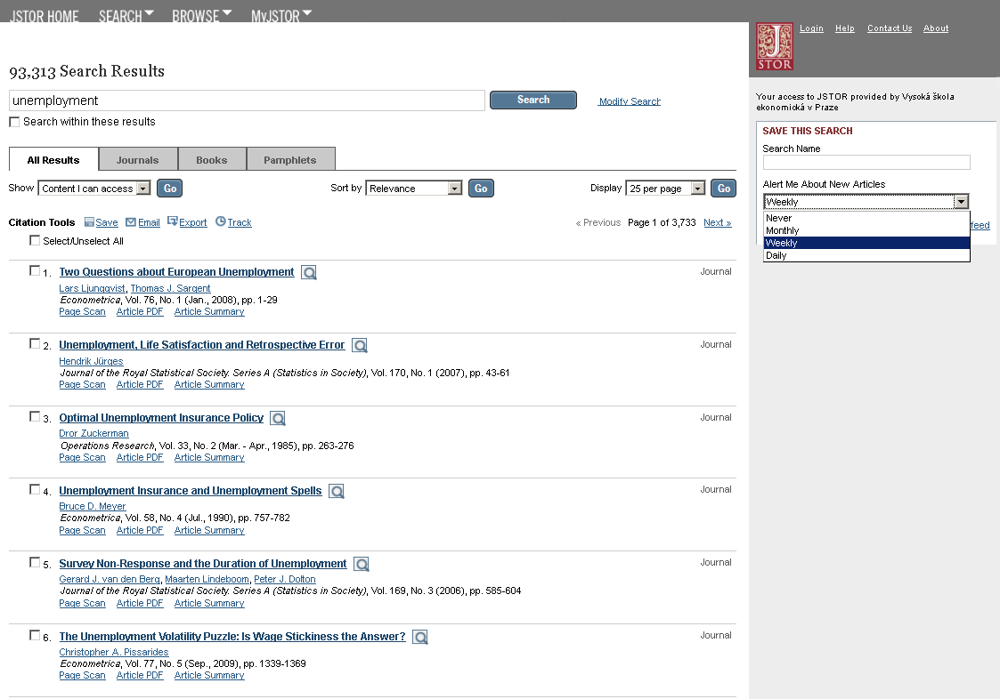 JSTOR HOME SEARCH BROWSE MyJSTOR
JSTOR
Login Help Contact Us About
93,313 Search Results
unemployment Search Modify Search
Search within these results
All Results Journals Books Pamphlets
Show Content I can access Go Sort by Relevance Go Display 25 per page Go
Citation Tools Save Email Export Track « Previous Page 1 of 3,733 Next »
Select/Unselect All
1. Two Questions about European Unemployment Journal
Lars Ljungqvist, Thomas J. Sargent
Econometrica, Vol. 76, No. 1 (Jan., 2008), pp. 1-29
Page Scan Article PDF Article Summary
2. Unemployment, Life Satisfaction and Retrospective Error Journal
Hendrik Jürges
Journal of the Royal Statistical Society. Series A (Statistics in Society), Vol. 170, No. 1 (2007), pp. 43-61
Page Scan Article PDF Article Summary
3. Optimal Unemployment Insurance Policy Journal
Dror Zuckerman
Operations Research, Vol. 33, No. 2 (Mar. - Apr., 1985), pp. 263-276
Page Scan Article PDF Article Summary
4. Unemployment Insurance and Unemployment Spells Journal
Bruce D. Meyer
Econometrica, Vol. 58, No. 4 (Jul., 1990), pp. 757-782
Page Scan Article PDF Article Summary
5. Survey Non-Response and the Duration of Unemployment Journal
Gerard J. van den Berg, Maarten Lindeboom, Peter J. Dolton
Journal of the Royal Statistical Society. Series A (Statistics in Society), Vol. 169, No. 3 (2006), pp. 585-604
Page Scan Article PDF Article Summary
6. The Unemployment Volatility Puzzle: Is Wage Stickiness the Answer? Journal
Christopher A. Pissarides
Econometrica, Vol. 77, No. 5 (Sep., 2009), pp. 1339-1369
Page Scan Article PDF Article Summary
Your access to JSTOR provided by Vysoká škola
ekonomická v Praze
SAVE THIS SEARCH
Search Name
Alert Me About New Articles
Weekly
Never
feed
Monthly
Weekly
Daily